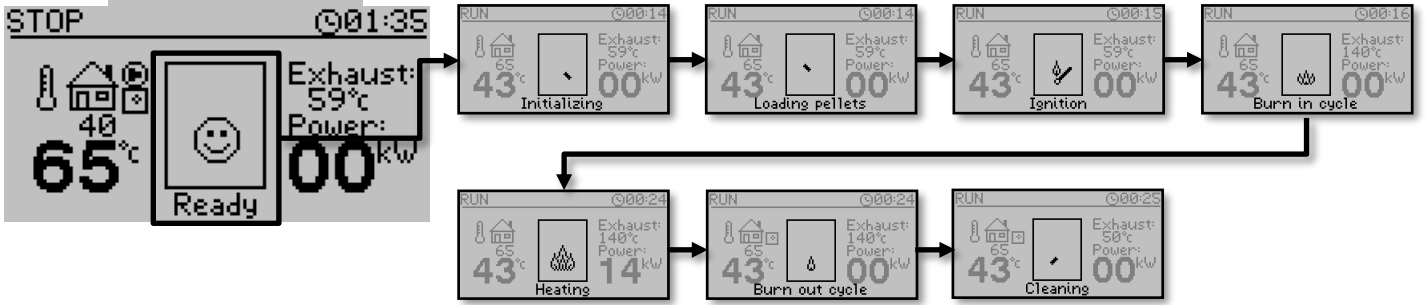 STOP 01:35
Exhaust:
59°c
Power:
40
65°c
00kW
Ready
RUN 00:14
Exhaust:
59°c
65
Power:
43°c
00kW
Initializing
RUN 00:14
Exhaust:
59°c
65
Power:
43°c
00kW
Loading pellets
RUN 00:15
Exhaust:
59°c
65
Power:
43°c
00kW
Ignition
RUN 00:16
Exhaust:
140°c
65
Power:
43°c
00kW
Burn in cycle
RUN 00:24
Exhaust:
140°c
65
Power:
43°c
14kW
Heating
RUN 00:24
Exhaust:
140°c
65
Power:
43°c
00kW
Burn out cycle
RUN 00:25
Exhaust:
50°c
65
Power:
43°c
00kW
Cleaning